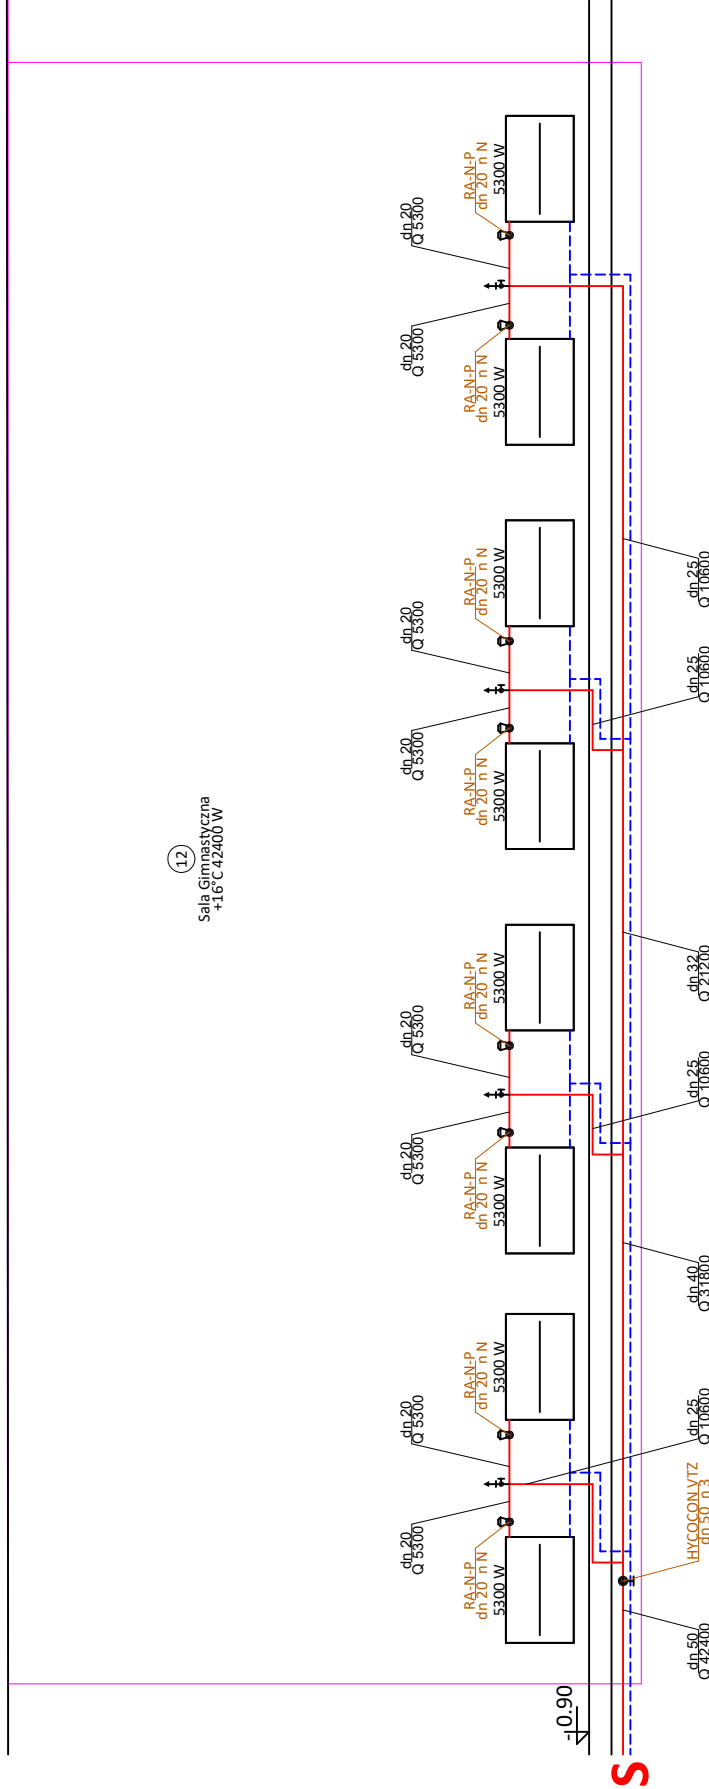 RA-N-P
dn 20 n N
5300 W
dn 20
Q 5300
dn 20
Q 5300
RA-N-P
dn 20 n N
5300 W
dn 25
Q 10600
RA-N-P
dn 20 n N
5300 W
dn 20
Q 5300
dn 25
Q 10600
dn 20
Q 5300
RA-N-P
dn 20 n N
5300 W
12
Sala Gimnastyczna
+16°C 42400 W
RA-N-P
dn 20 n N
5300 W
dn 32
Q 21200
dn 20
Q 5300
dn 25
Q 10600
dn 20
Q 5300
RA-N-P
dn 20 n N
5300 W
dn 40
Q 31800
RA-N-P
dn 20 n N
5300 W
dn 20
Q 5300
dn 25
Q 10600
dn 20
Q 5300
RA-N-P
dn 20 n N
5300 W
HYCOCON VTZ
dn 50 n 3
dn 50
Q 42400
-0.90
S